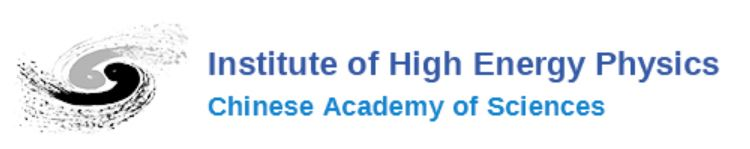 Institute of High Energy Physics
Chinese Academy of Sciences